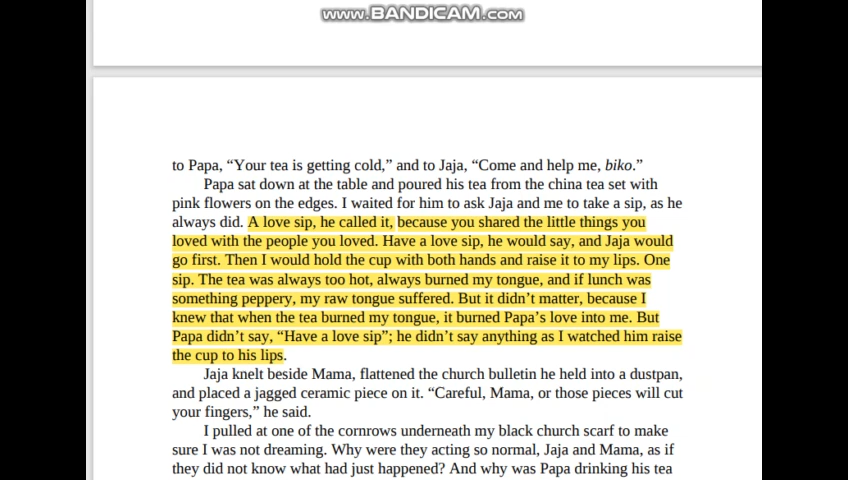 www.BANDICAM.com
to Papa, “Your tea is getting cold,” and to Jaja, “Come and help me, biko.”
Papa sat down at the table and poured his tea from the china tea set with
pink flowers on the edges. I waited for him to ask Jaja and me to take a sip, as he
always did. A love sip, he called it, because you shared the little things you
loved with the people you loved. Have a love sip, he would say, and Jaja would
go first. Then I would hold the cup with both hands and raise it to my lips. One
sip. The tea was always too hot, always burned my tongue, and if lunch was
something peppery, my raw tongue suffered. But it didn’t matter, because I
knew that when the tea burned my tongue, it burned Papa’s love into me. But
Papa didn’t say, “Have a love sip”; he didn’t say anything as I watched him raise
the cup to his lips.
Jaja knelt beside Mama, flattened the church bulletin he held into a dustpan,
and placed a jagged ceramic piece on it. “Careful, Mama, or those pieces will cut
your fingers,” he said.
I pulled at one of the cornrows underneath my black church scarf to make
sure I was not dreaming. Why were they acting so normal, Jaja and Mama, as if
they did not know what had just happened? And why was Papa drinking his tea